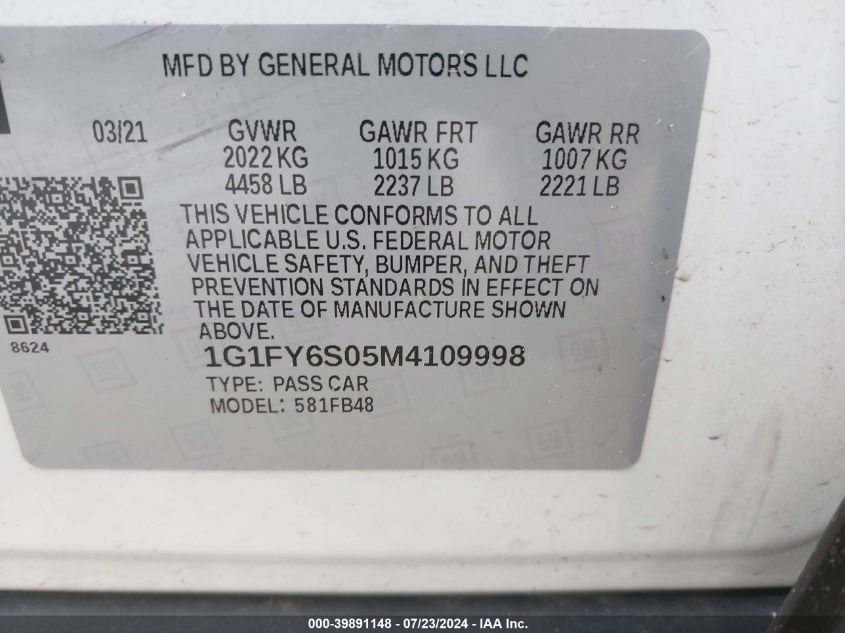 MFD BY GENERAL MOTORS LLC
03/21 GVWR GAWR FRT GAWR RR
2022 KG 1015 KG 1007 KG
4458 LB 2237 LB 2221 LB
THIS VEHICLE CONFORMS TO ALL
APPLICABLE U.S. FEDERAL MOTOR
VEHICLE SAFETY, BUMPER, AND THEFT
PREVENTION STANDARDS IN EFFECT ON
THE DATE OF MANUFACTURE SHOWN
ABOVE.
8624
1G1FY6S05M4109998
TYPE: PASS CAR
MODEL: 581FB48
GM
000-39891148 - 07/23/2024 - IAA Inc.